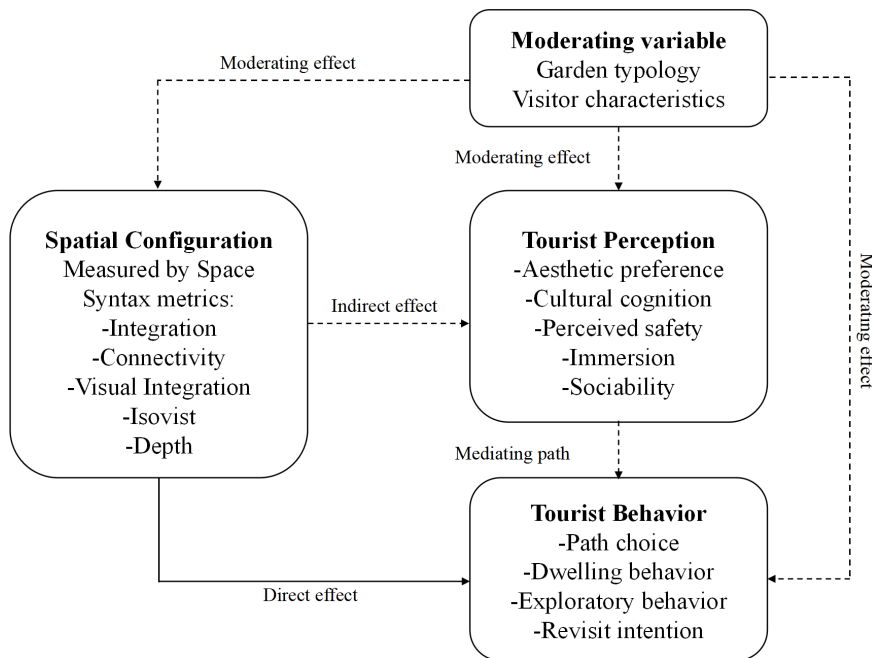 Moderating variable
Garden typology
Visitor characteristics
Moderating effect
Moderating effect
Moderating effect
Spatial Configuration
Measured by Space
Syntax metrics:
-Integration
-Connectivity
-Visual Integration
-Isovist
-Depth
Indirect effect
Tourist Perception
-Aesthetic preference
-Cultural cognition
-Perceived safety
-Immersion
-Sociability
Mediating path
Direct effect
Tourist Behavior
-Path choice
-Dwelling behavior
-Exploratory behavior
-Revisit intention